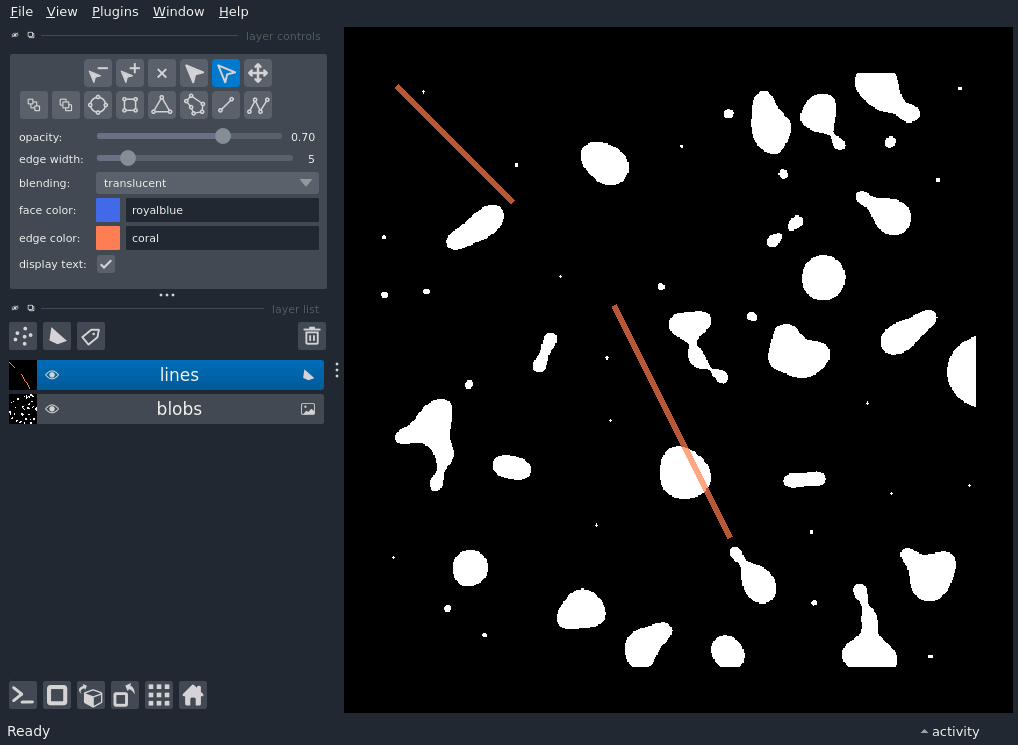 File View Plugins Window Help
layer controls
opacity: 0.70
edge width: 5
blending: translucent
face color: royalblue
edge color: coral
display text:
layer list
lines
blobs
Ready activity